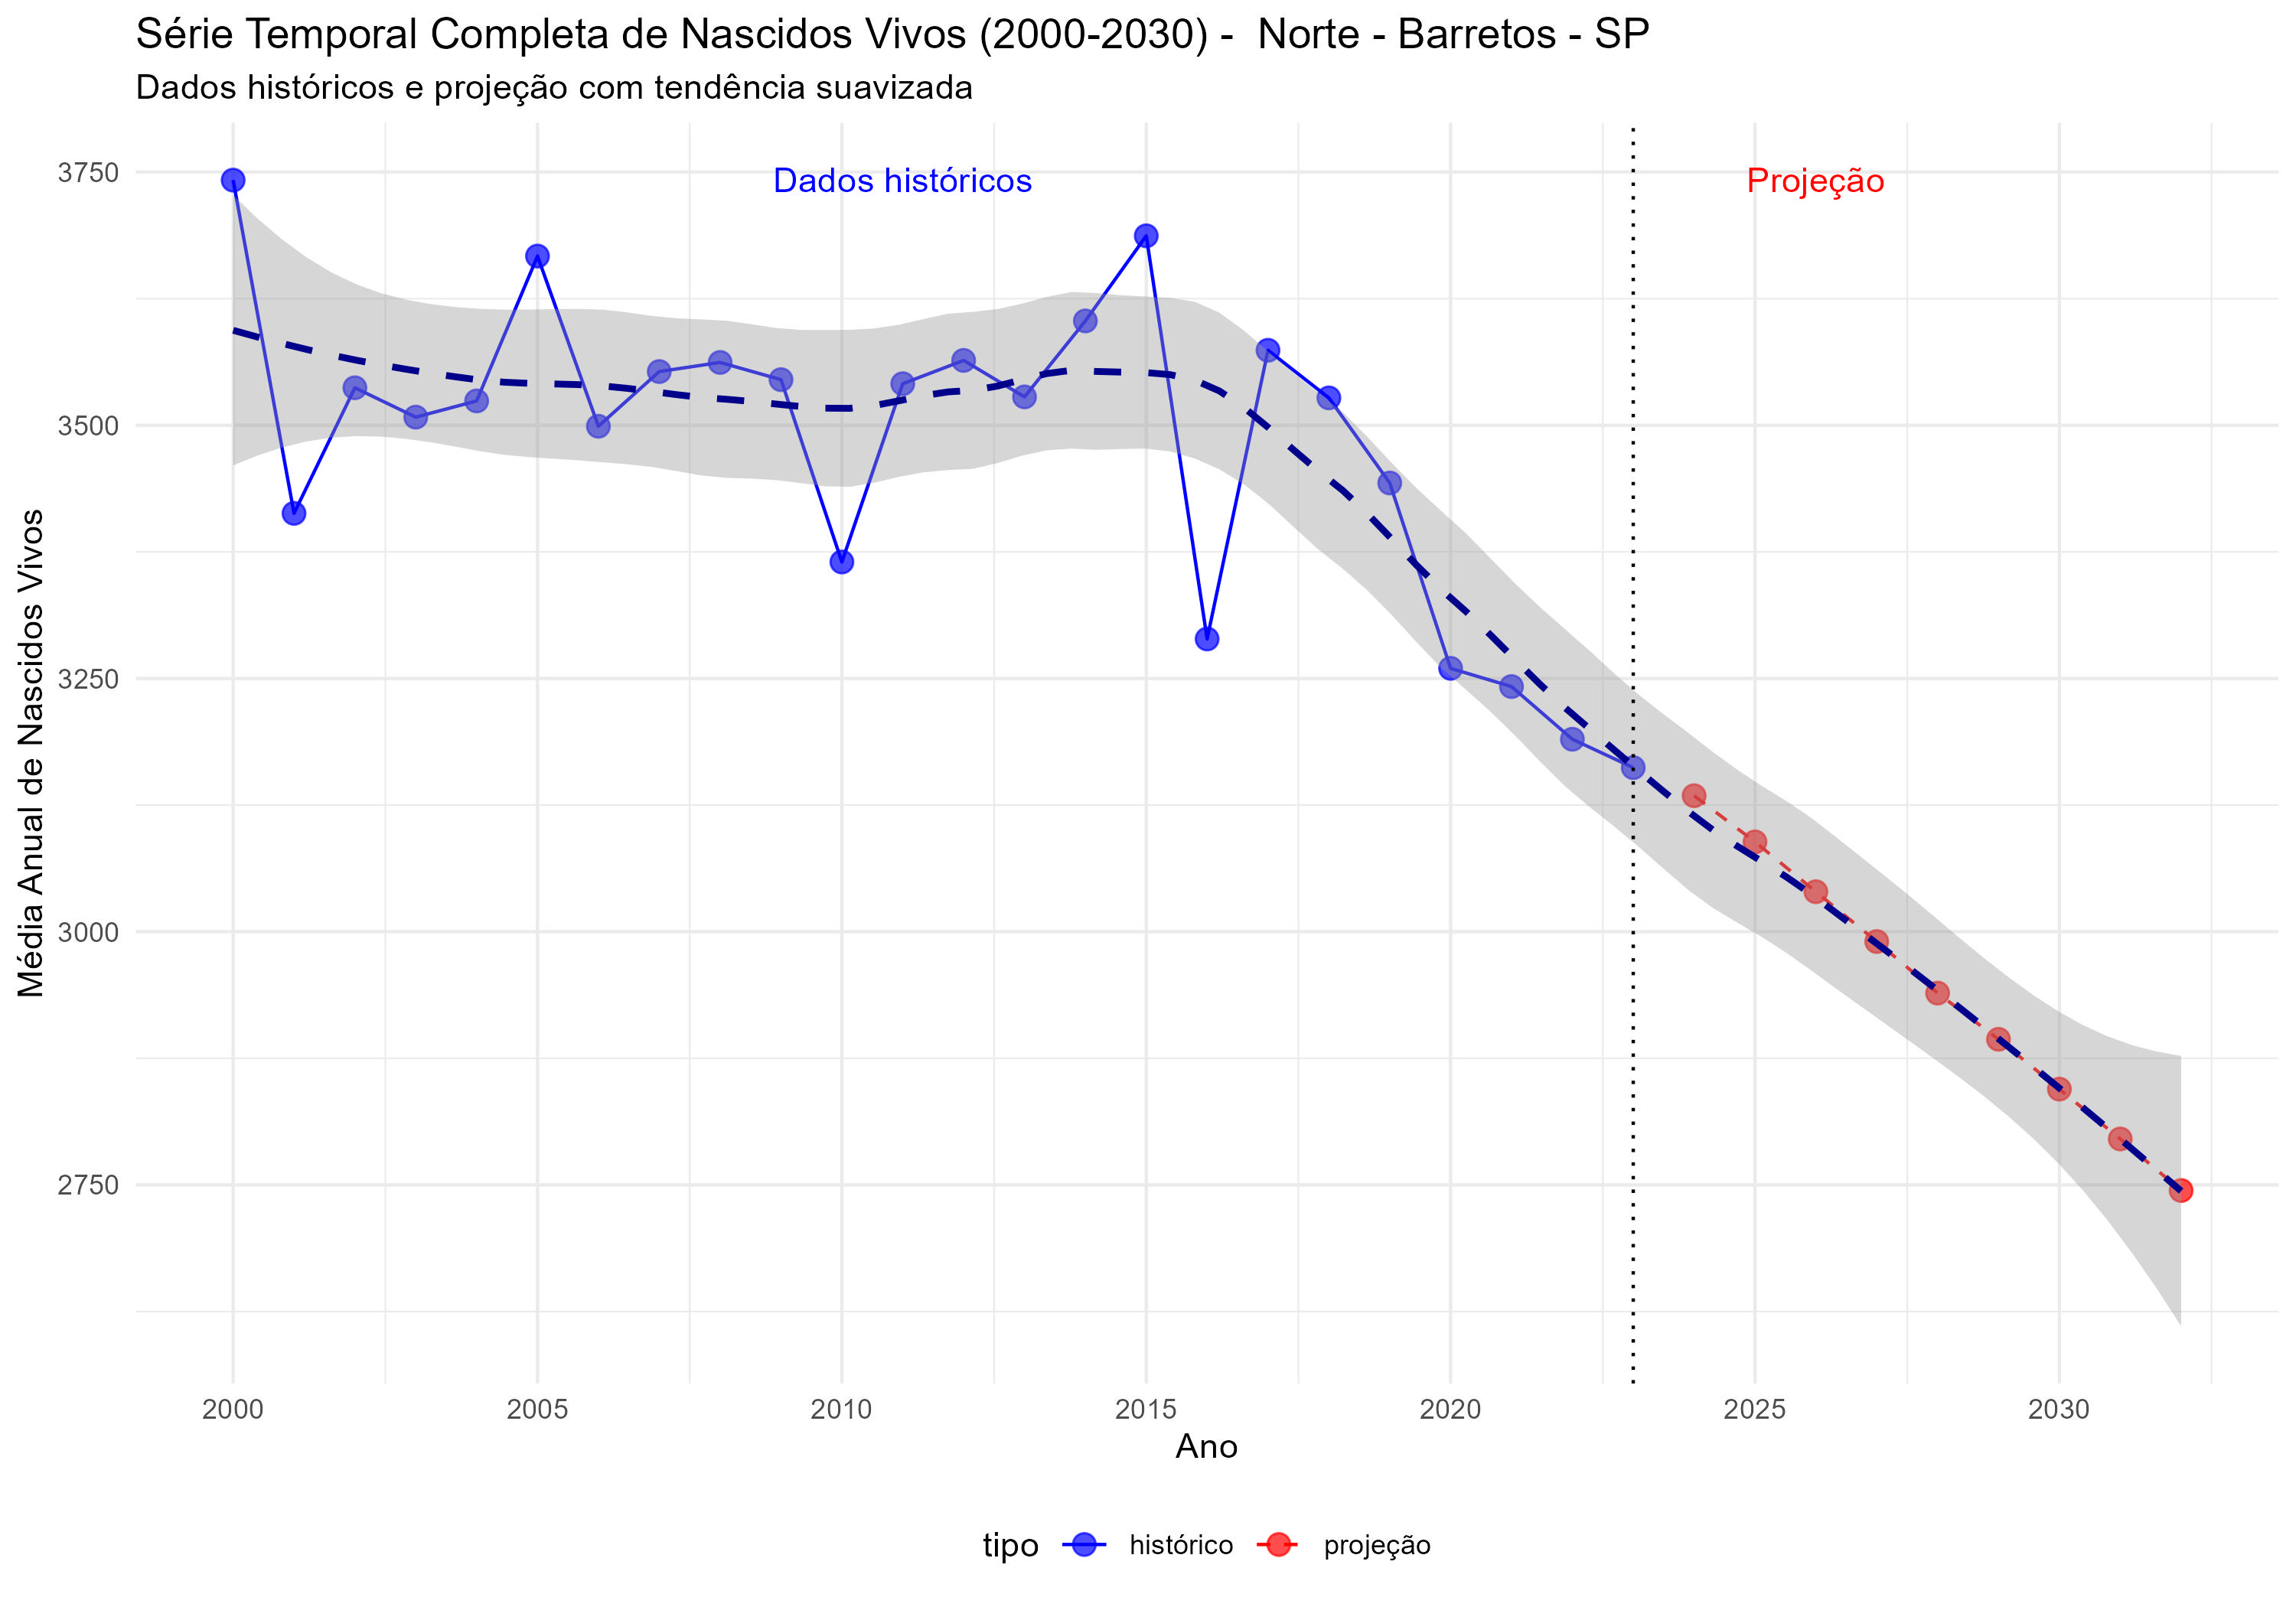 Série Temporal Completa de Nascidos Vivos (2000-2030) -  Norte - Barretos - SP
Dados históricos e projeção com tendência suavizada
Dados históricos
Projeção
3750
3500
3250
3000
2750
Média Anual de Nascidos Vivos
2000 2005 2010 2015 2020 2025 2030
Ano
tipo histórico projeção